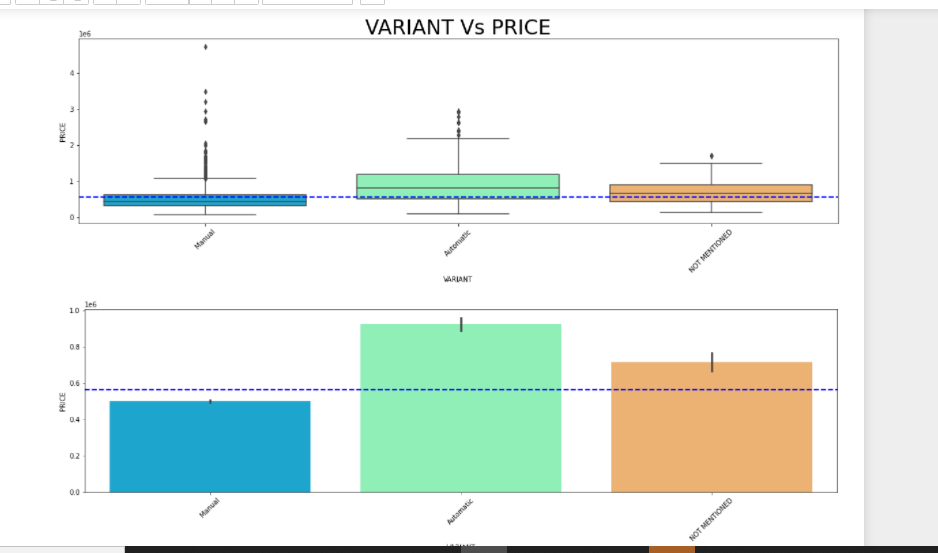 VARIANT Vs PRICE
1e6
4
3
2
1
0
PRICE
Manual
Automatic
NOT MENTIONED
VARIANT
1e6
1.0
0.8
0.6
0.4
0.2
0.0
PRICE
Manual
Automatic
NOT MENTIONED